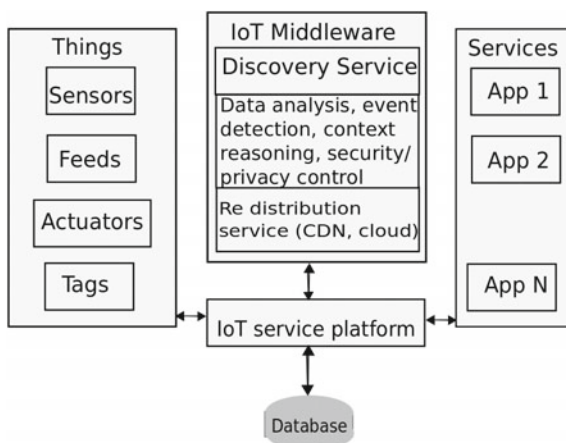 Things
Sensors
Feeds
Actuators
Tags
IoT Middleware
Discovery Service
Data analysis, event
detection, context
reasoning, security/
privacy control
Re distribution
service (CDN, cloud)
Services
App 1
App 2
App N
IoT service platform
Database